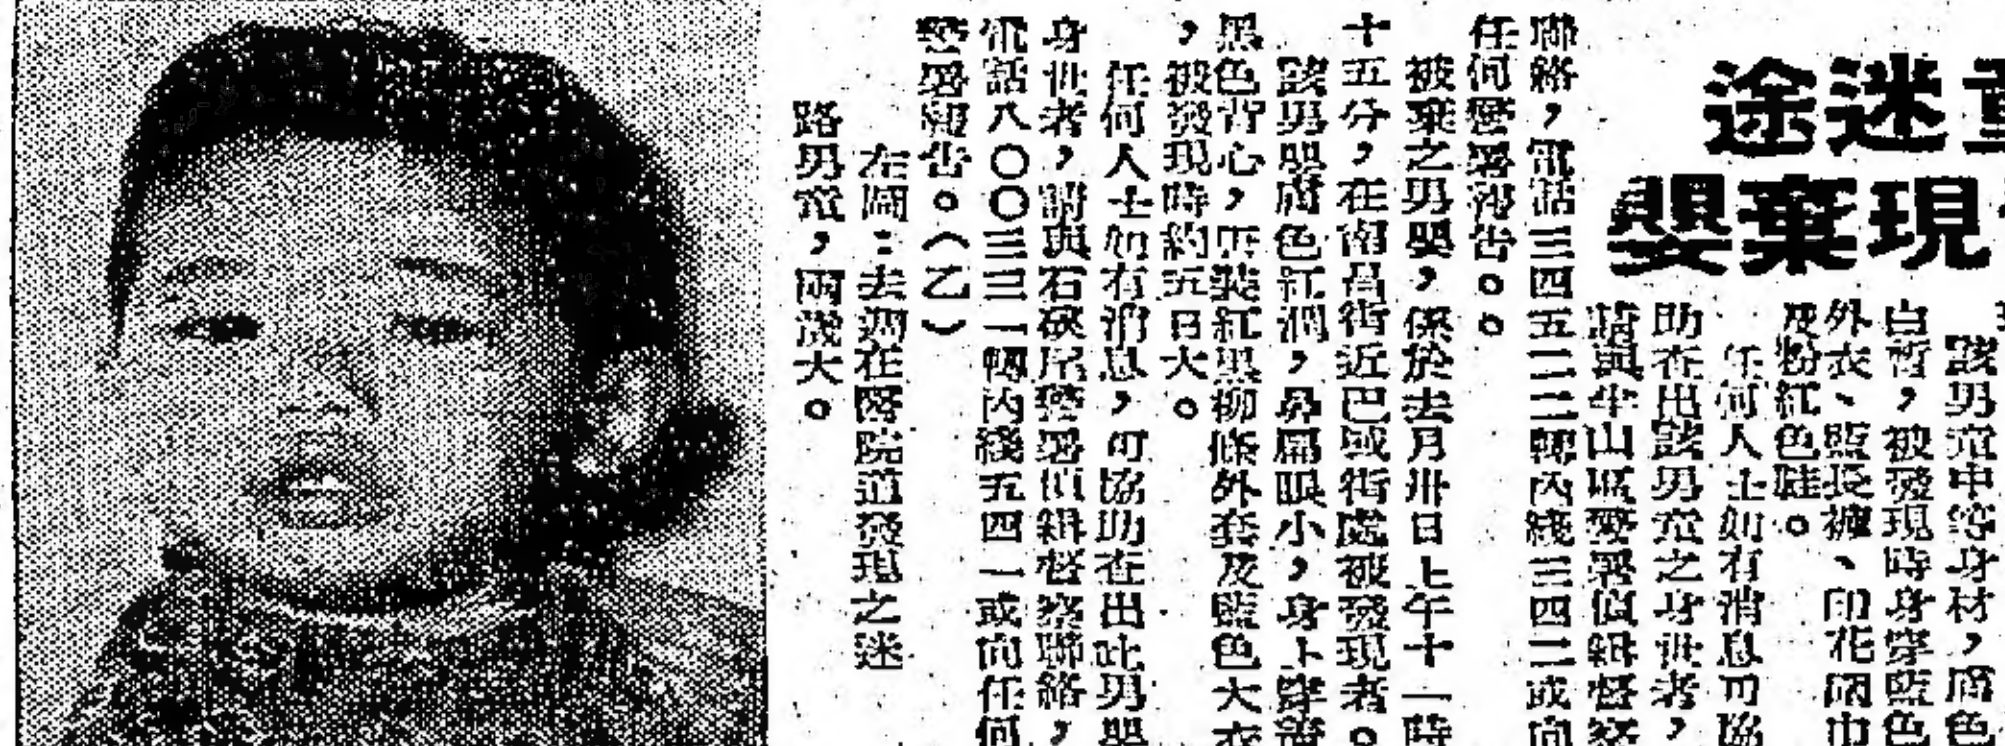 迷途
現棄嬰
該男童中等身材，膚色
白皙，被發現時身穿藍色
外衣、藍長褲、印花頸巾
及粉紅色鞋。
任何人士如有消息可協
助查出該男童之身世者，
請與牛山區警署偵緝督察
聯絡，電話三四五二二二轉內綫三四二或向
任何警署報告。。
被棄之男嬰，係於去月卅日上午十一時
十五分，在南昌街近巴域街處被發現者。
該男嬰膚色紅潤，鼻扁眼小，身上穿
黑色背心，紅黑柳條外套及藍色大衣
，被發現時約五日大。
任何人士如有消息，可協助查出此男嬰
身世者，請與石硤尾警署偵緝督察聯絡，
電話八〇〇三三一轉內綫五四一或向任何
警署報告。（乙）
左圖：去週在醫院道發現之迷
路男童，兩歲大。